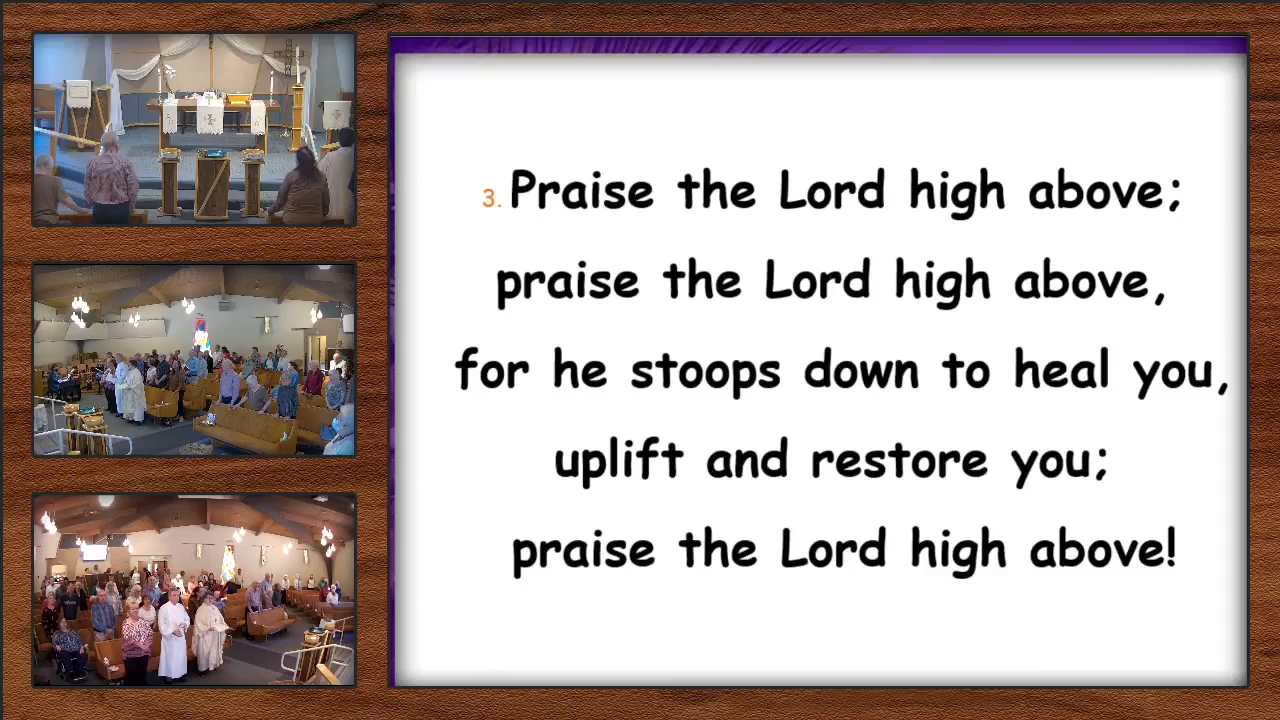 3. Praise the Lord high above;
praise the Lord high above,
for he stoops down to heal you,
uplift and restore you;
praise the Lord high above!